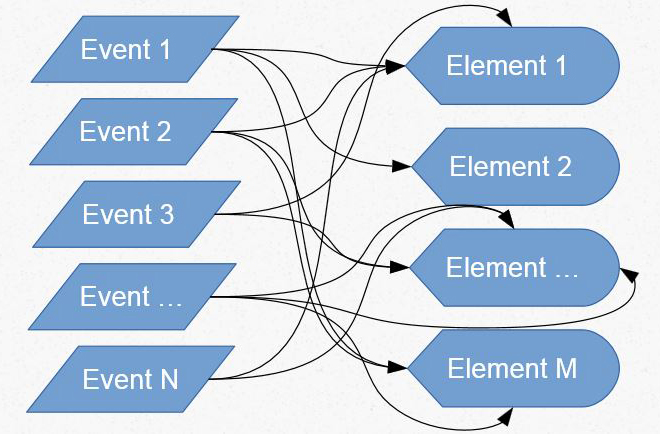 Event 1
Event 2
Event 3
Event ...
Event N
Element 1
Element 2
Element ...
Element M